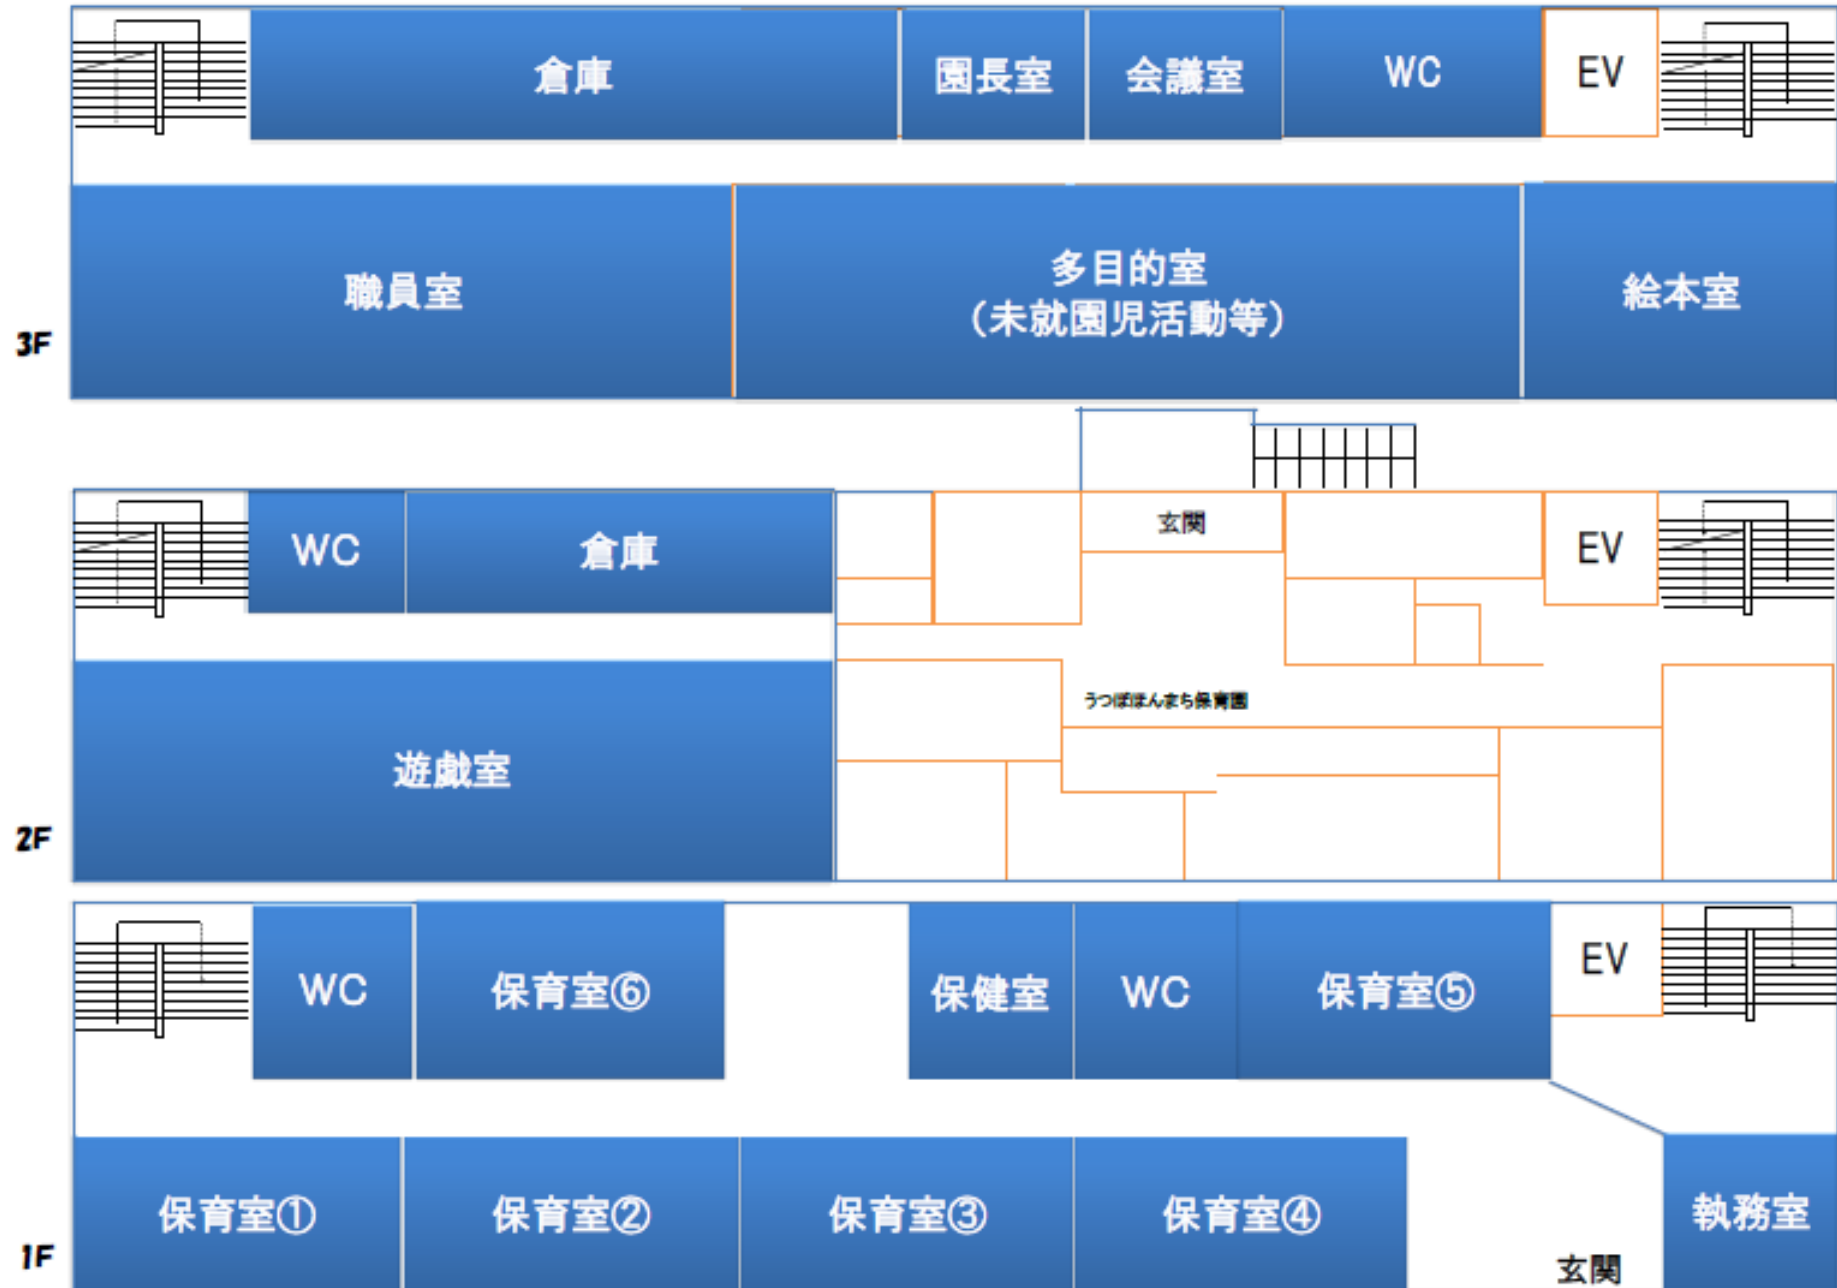 倉庫
園長室
会議室
WC
EV
職員室
多目的室
（未就園児活動等）
絵本室
3F
玄関
WC
倉庫
EV
うつぼほんまち保育園
遊戯室
2F
WC
保育室⑥
保健室
WC
保育室⑤
EV
保育室①
保育室②
保育室③
保育室④
執務室
1F
玄関